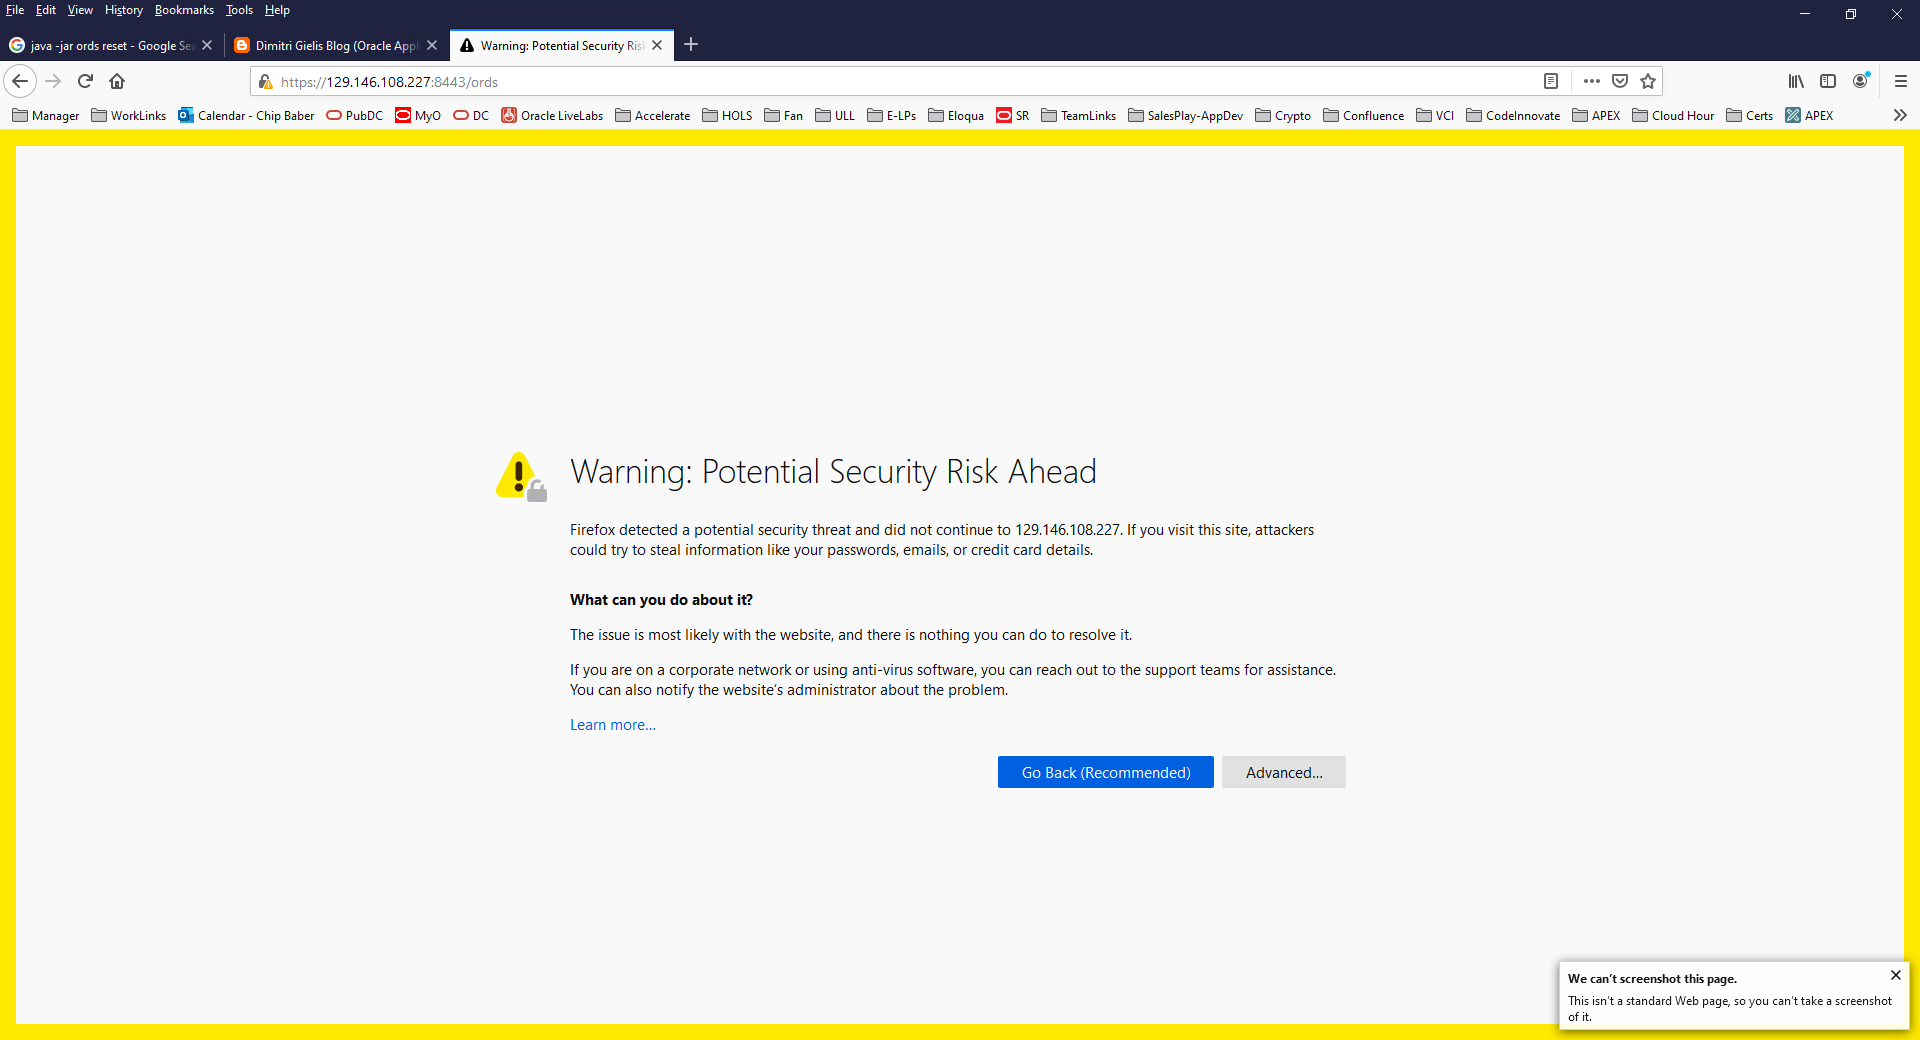 File Edit View History Bookmarks Tools Help
java -jar ords reset - Google Sea
Dimitri Gielis Blog (Oracle Appl
Warning: Potential Security Risk
https://129.146.108.227:8443/ords
Manager WorkLinks Calendar - Chip Baber PubDC MyO DC Oracle LiveLabs Accelerate HOLS Fan ULL E-LPs Eloqua SR TeamLinks SalesPlay-AppDev Crypto Confluence VCI CodeInnovate APEX Cloud Hour Certs APEX
Warning: Potential Security Risk Ahead
Firefox detected a potential security threat and did not continue to 129.146.108.227. If you visit this site, attackers
could try to steal information like your passwords, emails, or credit card details.
What can you do about it?
The issue is most likely with the website, and there is nothing you can do to resolve it.
If you are on a corporate network or using anti-virus software, you can reach out to the support teams for assistance.
You can also notify the website’s administrator about the problem.
Learn more...
Go Back (Recommended)
Advanced...
We can’t screenshot this page.
This isn’t a standard Web page, so you can’t take a screenshot
of it.